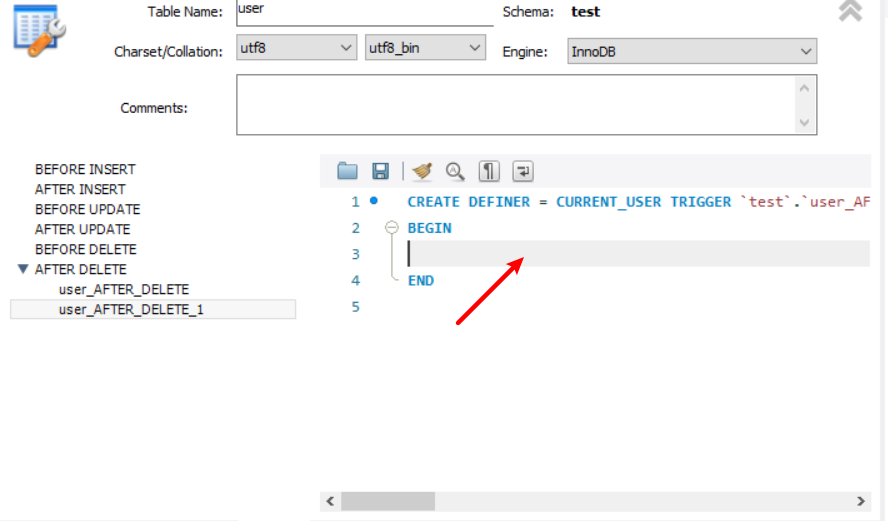 Table Name: user Schema: test
Charset/Collation: utf8 utf8_bin Engine: InnoDB
Comments:
BEFORE INSERT
AFTER INSERT
BEFORE UPDATE
AFTER UPDATE
BEFORE DELETE
AFTER DELETE
user_AFTER_DELETE
user_AFTER_DELETE_1
1 CREATE DEFINER = CURRENT_USER TRIGGER `test`.`user_AF
2 BEGIN
3
4 END
5